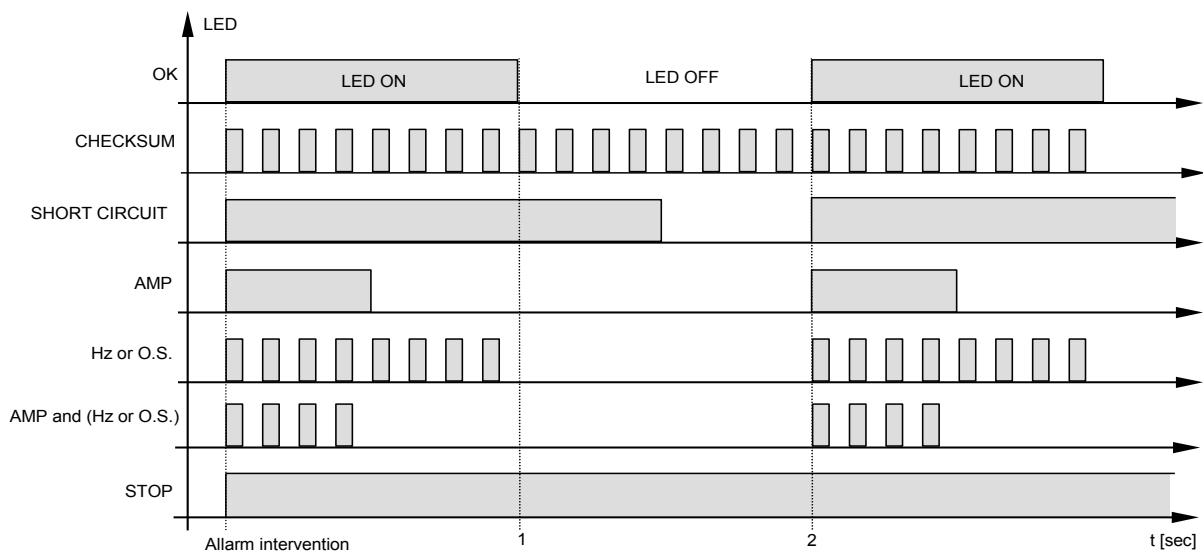 LED
OK
LED ON
LED OFF
LED ON
CHECKSUM
SHORT CIRCUIT
AMP
Hz or O.S.
AMP and (Hz or O.S.)
STOP
Allarm intervention
1
2
t [sec]